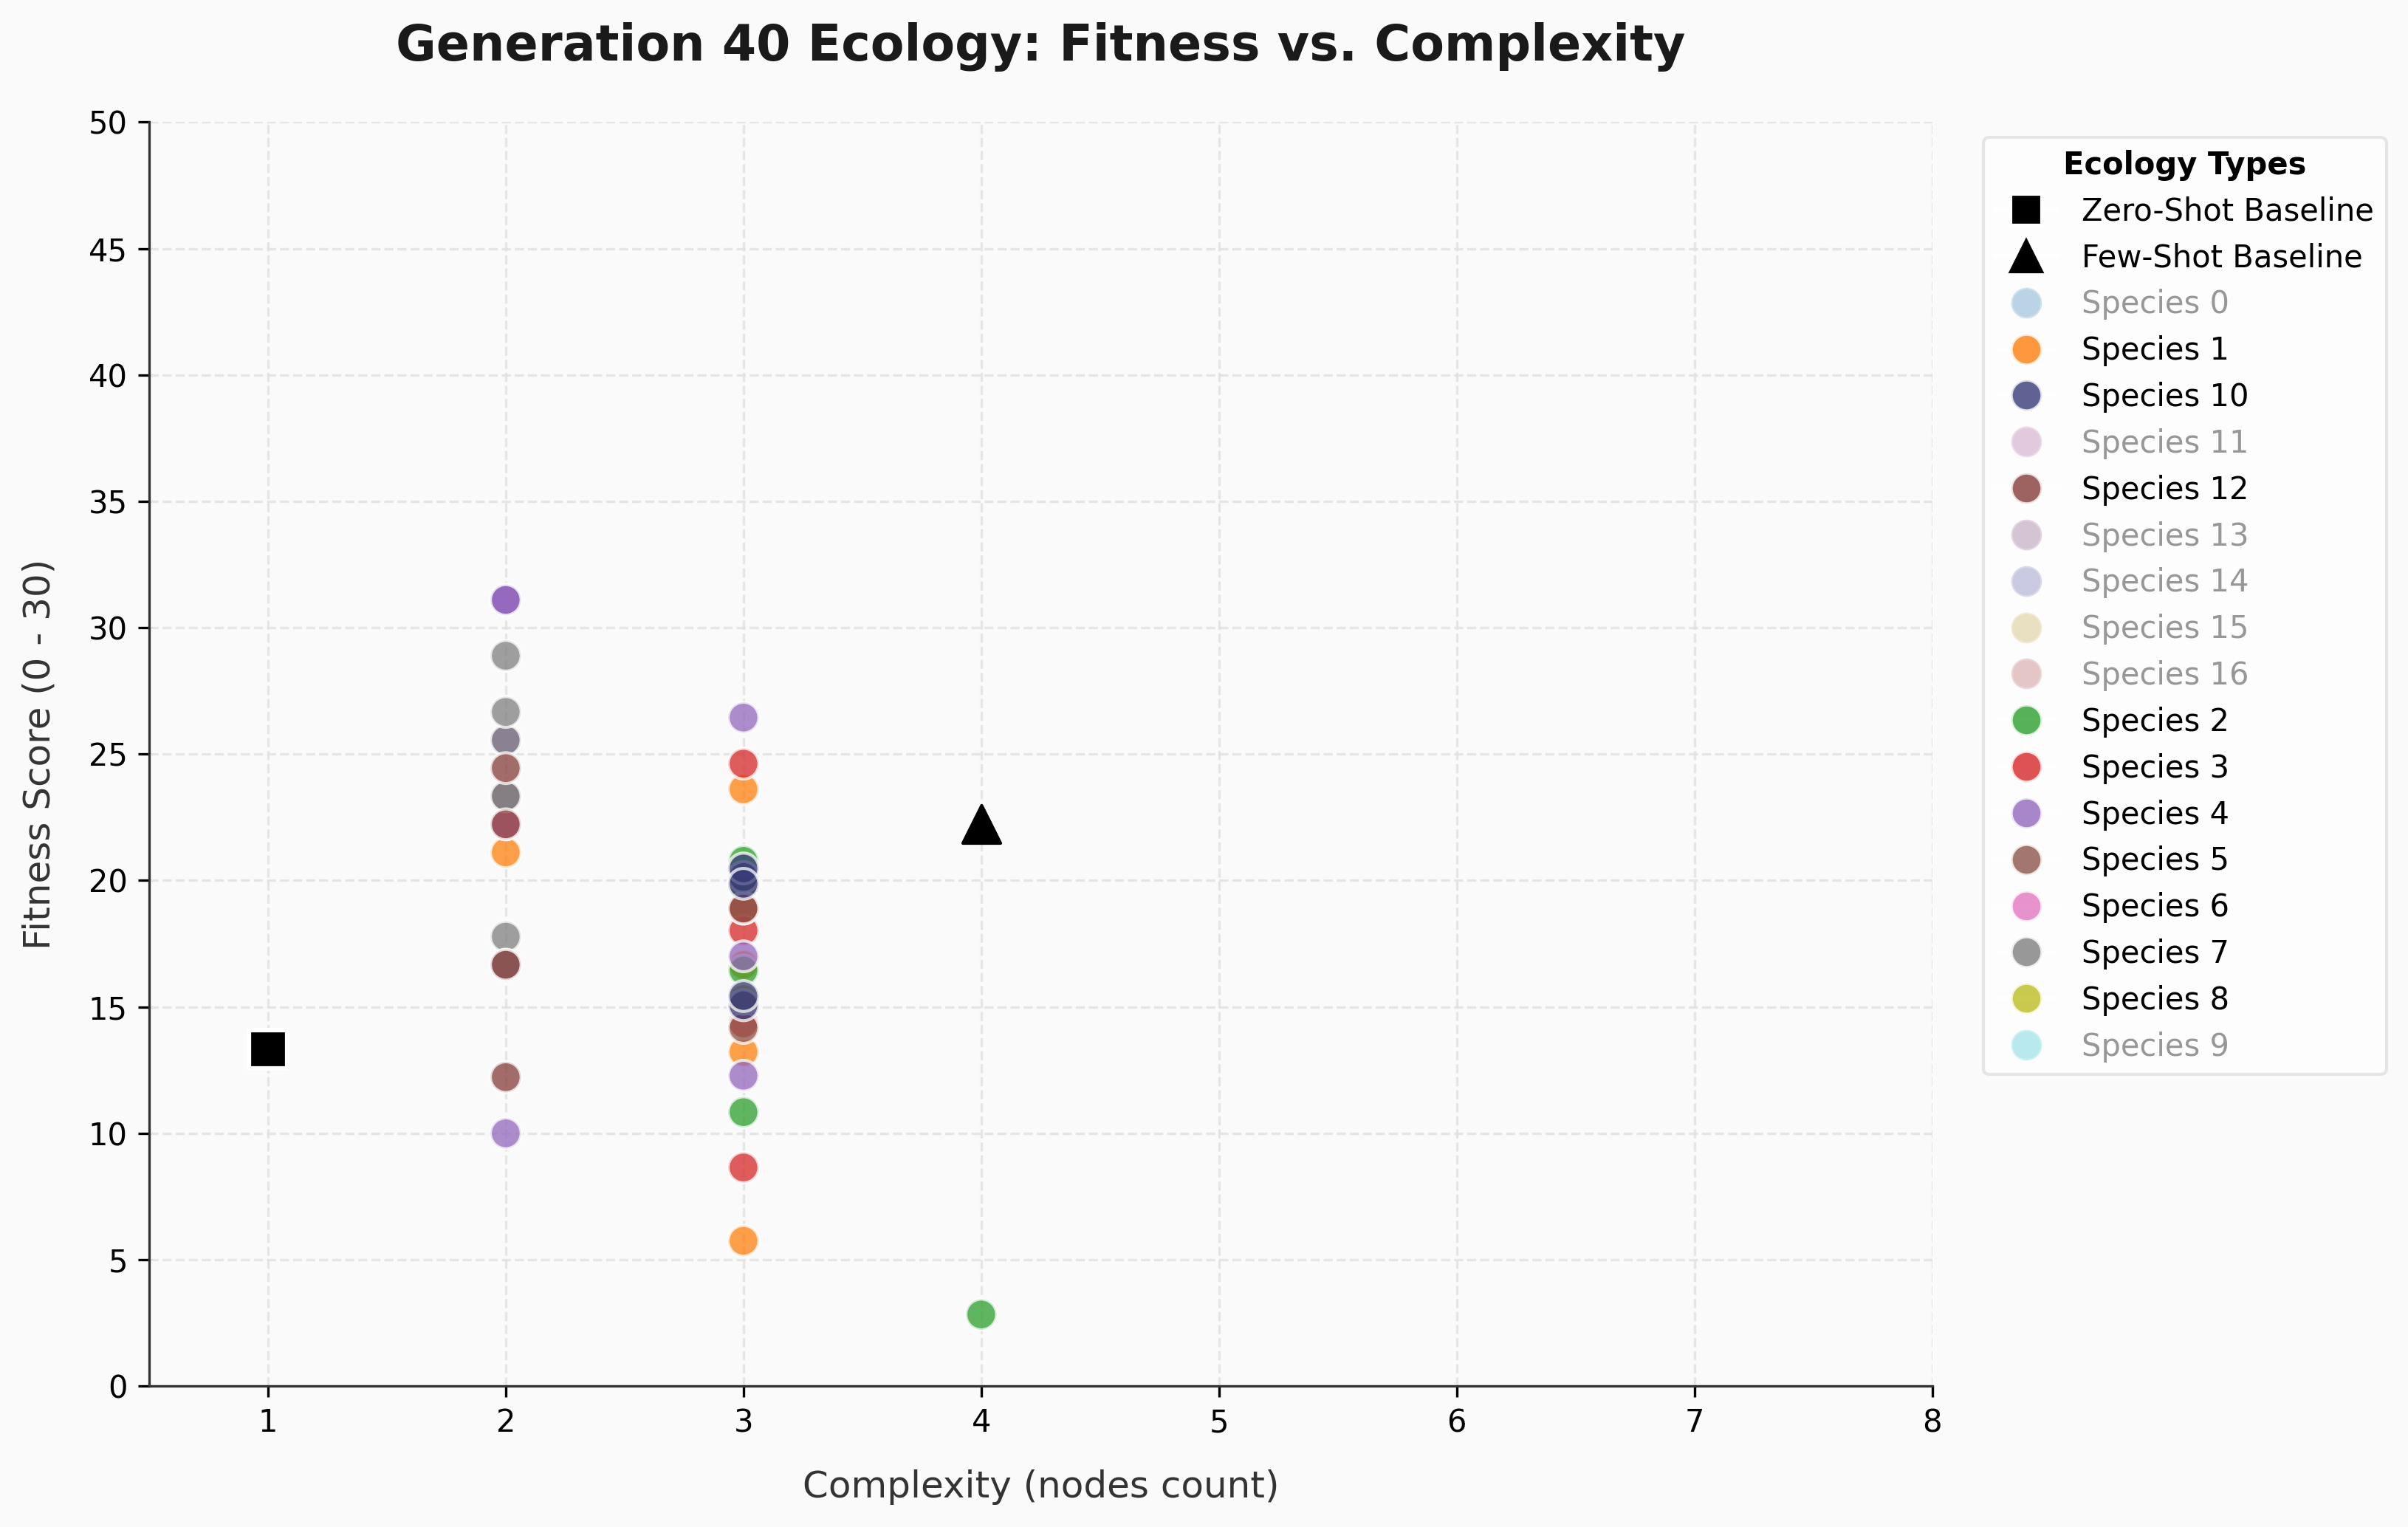 Generation 40 Ecology: Fitness vs. Complexity
50
45
40
35
30
25
20
15
10
5
0
Fitness Score (0 - 30)
1 2 3 4 5 6 7 8
Complexity (nodes count)
Ecology Types
Zero-Shot Baseline
Few-Shot Baseline
Species 0
Species 1
Species 10
Species 11
Species 12
Species 13
Species 14
Species 15
Species 16
Species 2
Species 3
Species 4
Species 5
Species 6
Species 7
Species 8
Species 9